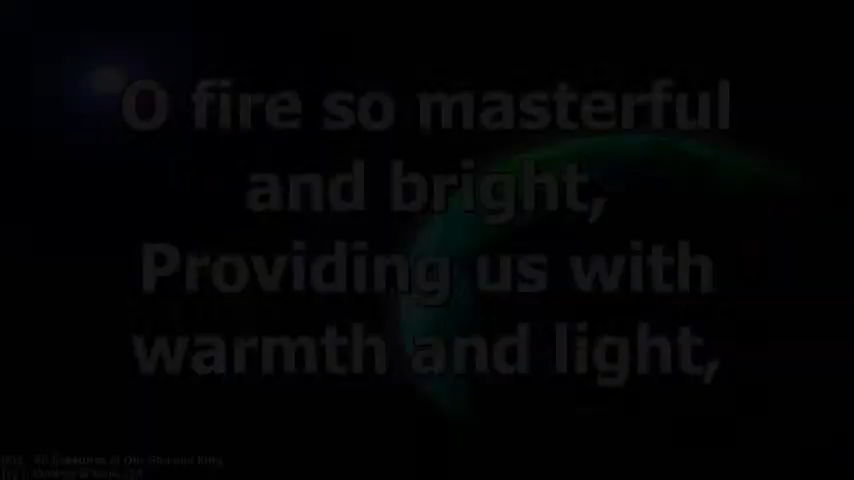 O fire so masterful
and bright,
Providing us with
warmth and light,